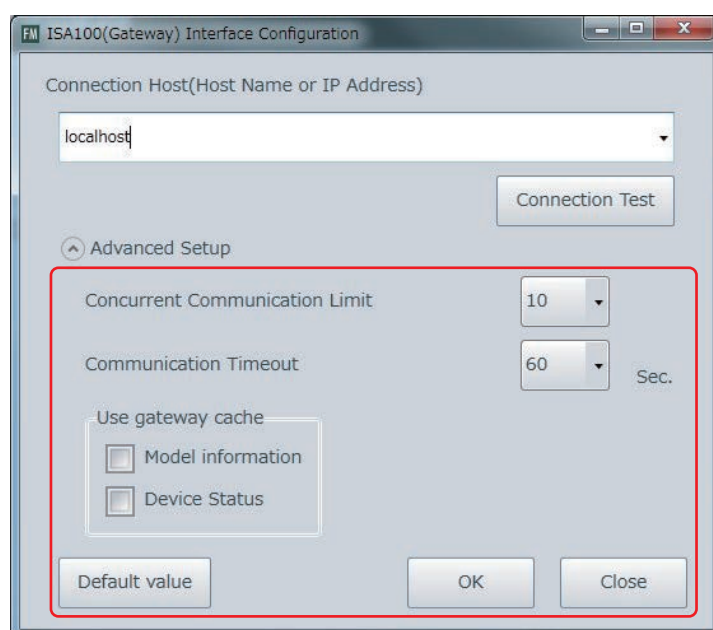 FM ISA100(Gateway) Interface Configuration
Connection Host(Host Name or IP Address)
localhost
Connection Test
Advanced Setup
Concurrent Communication Limit 10
Communication Timeout 60 Sec.
Use gateway cache
Model information
Device Status
Default value OK Close